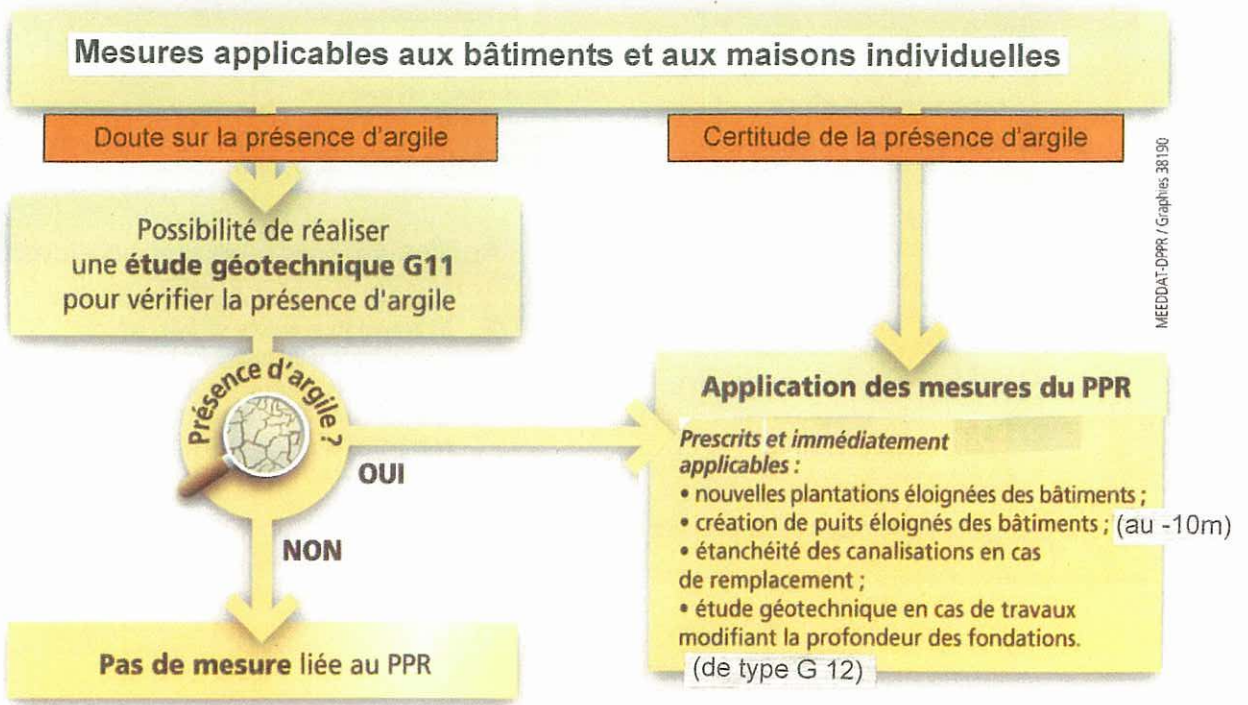 Mesures applicables aux bâtiments et aux maisons individuelles
Doute sur la présence d'argile
Certitude de la présence d'argile
Possibilité de réaliser
une étude géotechnique G11
pour vérifier la présence d'argile
Présence d'argile ?
OUI
NON
Pas de mesure liée au PPR
Application des mesures du PPR
Prescrits et immédiatement
applicables :
• nouvelles plantations éloignées des bâtiments ;
• création de puits éloignés des bâtiments ; (au -10m)
• étanchéité des canalisations en cas
de remplacement ;
• étude géotechnique en cas de travaux
modifiant la profondeur des fondations.
(de type G 12)
MEEDDAT-DPPR / Graphies 38190